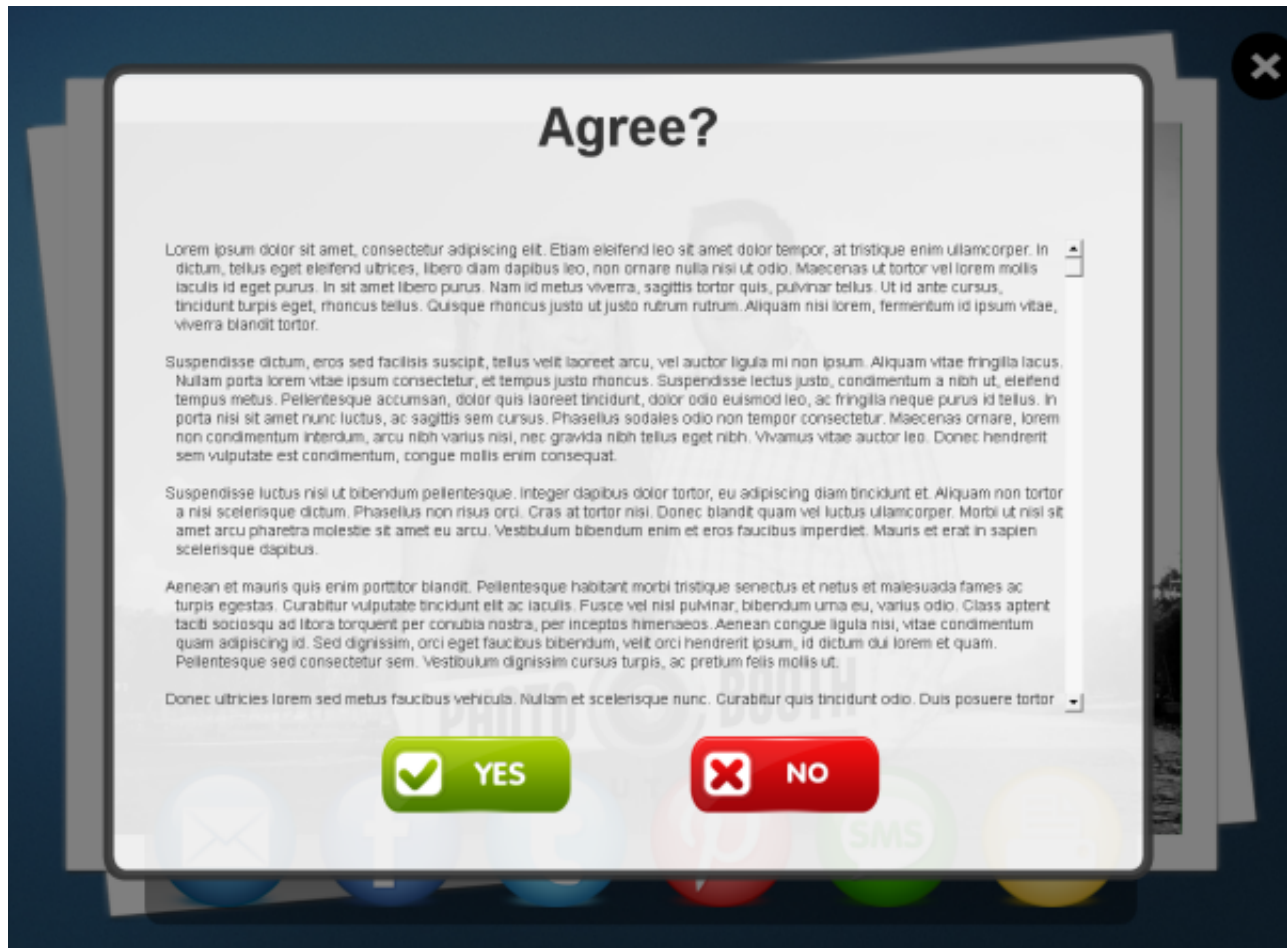 Agree?
Lorem ipsum dolor sit amet, consectetur adipiscing elit. Etiam eleifend leo sit amet dolor tempor, at tristique enim ullamcorper. In
dictum, tellus eget eleifend ultrices, libero diam dapibus leo, non ornare nulla nisi ut odio. Maecenas ut tortor vel lorem mollis
iaculis id eget purus. In sit amet libero purus. Nam id metus viverra, sagittis tortor quis, pulvinar tellus. Ut id ante cursus,
tincidunt turpis eget, rhoncus tellus. Quisque rhoncus justo ut justo rutrum rutrum. Aliquam nisi lorem, fermentum id ipsum vitae,
viverra blandit tortor.
Suspendisse dictum, eros sed facilisis suscipit, tellus velit laoreet arcu, vel auctor ligula mi non ipsum. Aliquam vitae fringilla lacus.
Nullam porta lorem vitae ipsum consectetur, et tempus justo rhoncus. Suspendisse lectus justo, condimentum a nibh ut, eleifend
tempus metus. Pellentesque accumsan, dolor quis laoreet tincidunt, dolor odio euismod leo, ac fringilla neque purus id tellus. In
porta nisi sit amet nunc luctus, ac sagittis sem cursus. Phasellus sodales odio non tempor consectetur. Maecenas ornare, lorem
non condimentum interdum, arcu nibh varius nisi, nec gravida nibh tellus eget nibh. Vivamus vitae auctor leo. Donec hendrerit
sem vulputate est condimentum, congue mollis enim consequat.
Suspendisse luctus nisl ut bibendum pellentesque. Integer dapibus dolor tortor, eu adipiscing diam tincidunt et. Aliquam non tortor
a nisi scelerisque dictum. Phasellus non risus orci. Cras at tortor nisi. Donec blandit quam vel luctus ullamcorper. Morbi ut nisl sit
amet arcu pharetra molestie sit amet eu arcu. Vestibulum bibendum enim et eros faucibus imperdiet. Mauris et erat in sapien
scelerisque dapibus.
Aenean et mauris quis enim porttitor blandit. Pellentesque habitant morbi tristique senectus et netus et malesuada fames ac
turpis egestas. Curabitur vulputate tincidunt elit ac iaculis. Fusce vel nisl pulvinar, bibendum urna eu, varius odio. Class aptent
taciti sociosqu ad litora torquent per conubia nostra, per inceptos himenaeos. Aenean congue ligula nisi, vitae condimentum
quam adipiscing id. Sed dignissim, orci eget faucibus bibendum, velit orci hendrerit ipsum, id dictum dui lorem et quam.
Pellentesque sed consectetur sem. Vestibulum dignissim cursus turpis, ac pretium felis mollis ut.
Donec ultricies lorem sed metus faucibus vehicula. Nullam et scelerisque nunc. Curabitur quis tincidunt odio. Duis posuere tortor
PHOTO BOOTH
YES
NO
SMS